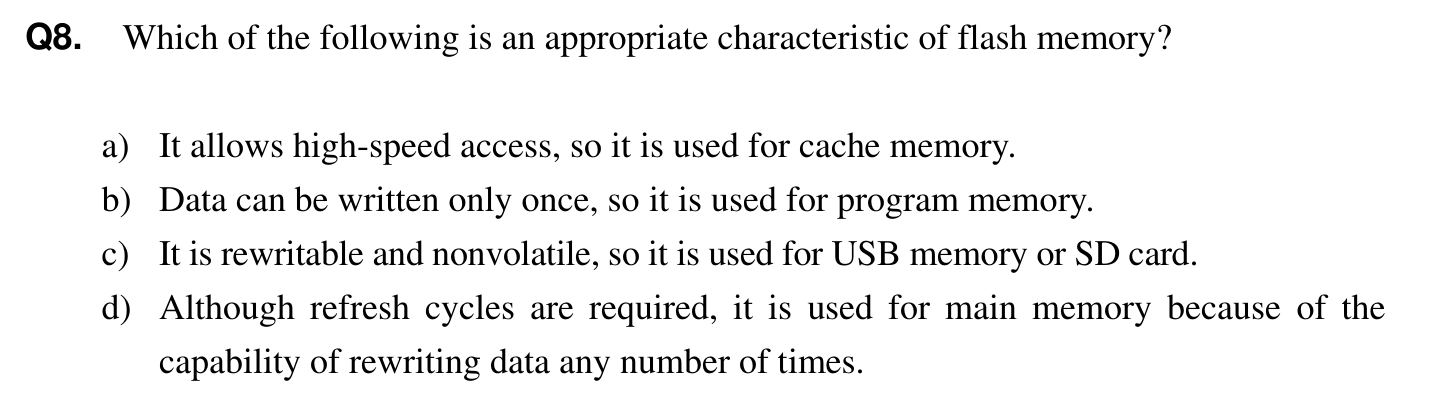 Q8. Which of the following is an appropriate characteristic of flash memory?
a) It allows high-speed access, so it is used for cache memory.
b) Data can be written only once, so it is used for program memory.
c) It is rewritable and nonvolatile, so it is used for USB memory or SD card.
d) Although refresh cycles are required, it is used for main memory because of the
capability of rewriting data any number of times.